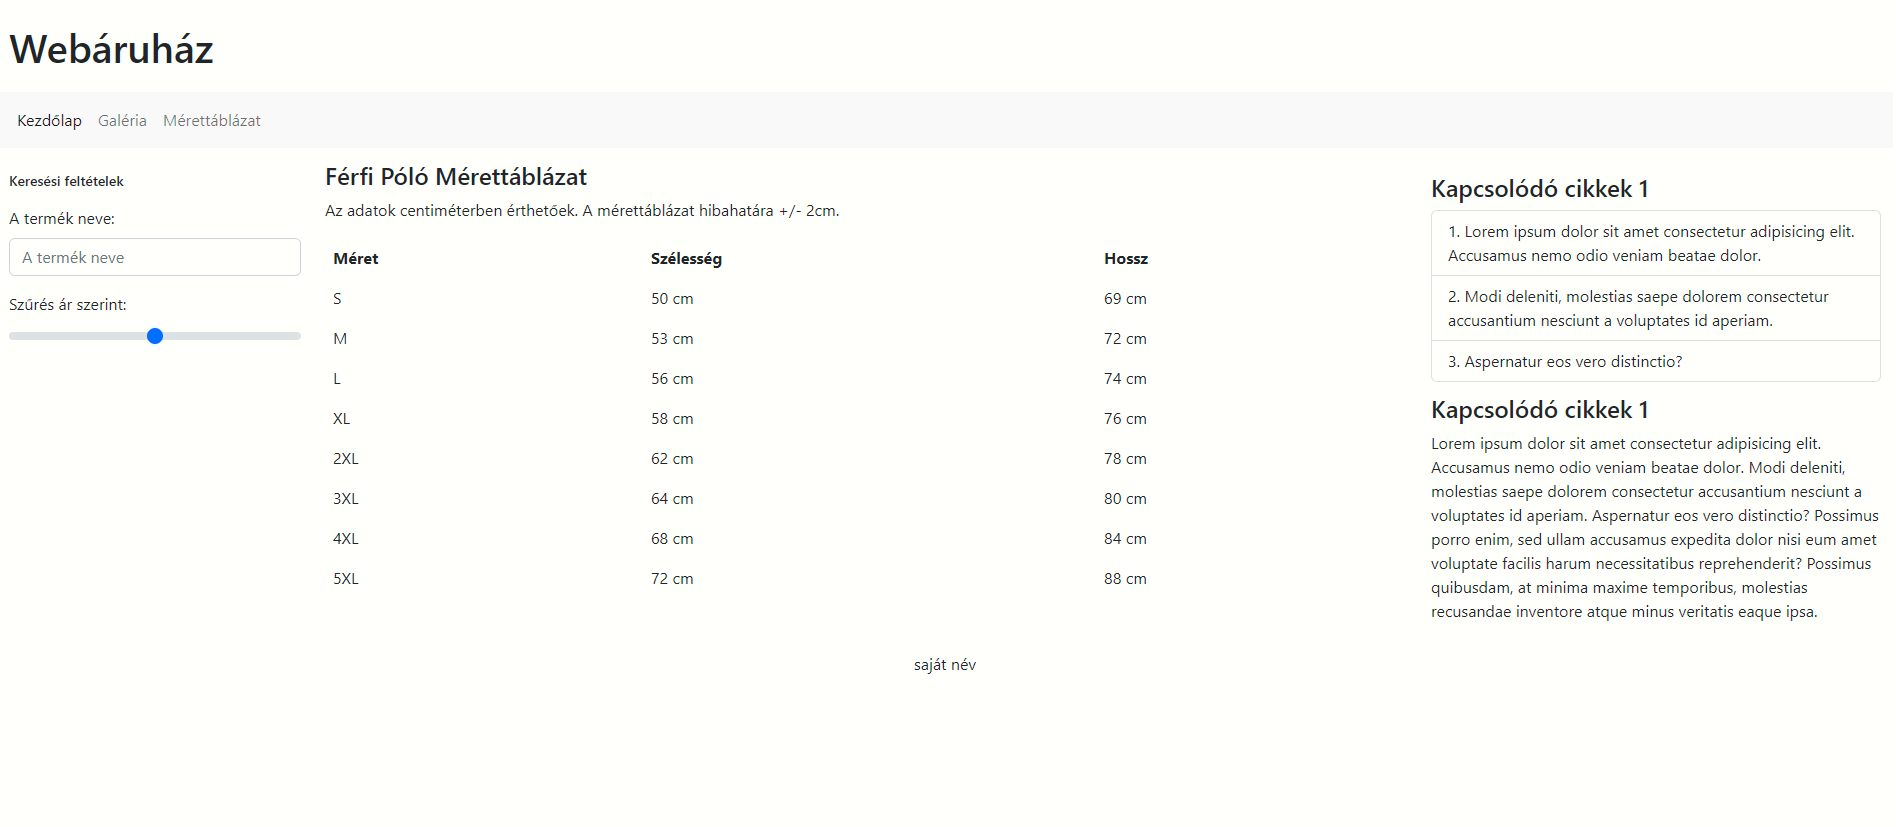 Webáruház
Kezdőlap Galéria Mérettáblázat
Keresési feltételek
A termék neve:
A termék neve
Szűrés ár szerint:
Férfi Póló Mérettáblázat
Az adatok centiméterben érthetőek. A mérettáblázat hibahatára +/- 2cm.
Méret Szélesség Hossz
S 50 cm 69 cm
M 53 cm 72 cm
L 56 cm 74 cm
XL 58 cm 76 cm
2XL 62 cm 78 cm
3XL 64 cm 80 cm
4XL 68 cm 84 cm
5XL 72 cm 88 cm
Kapcsolódó cikkek 1
1. Lorem ipsum dolor sit amet consectetur adipisicing elit.
Accusamus nemo odio veniam beatae dolor.
2. Modi deleniti, molestias saepe dolorem consectetur
accusantium nesciunt a voluptates id aperiam.
3. Aspernatur eos vero distinctio?
Kapcsolódó cikkek 1
Lorem ipsum dolor sit amet consectetur adipisicing elit.
Accusamus nemo odio veniam beatae dolor. Modi deleniti,
molestias saepe dolorem consectetur accusantium nesciunt a
voluptates id aperiam. Aspernatur eos vero distinctio? Possimus
porro enim, sed ullam accusamus expedita dolor nisi eum amet
voluptate facilis harum necessitatibus reprehenderit? Possimus
quibusdam, at minima maxime temporibus, molestias
recusandae inventore atque minus veritatis eaque ipsa.
saját név